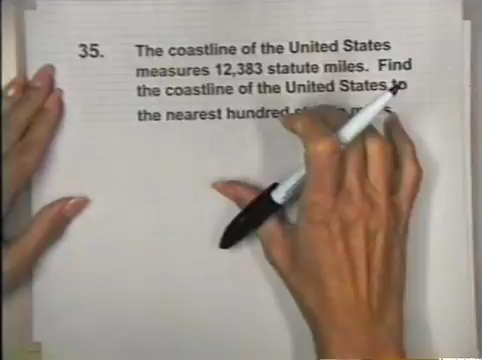 35. The coastline of the United States
measures 12,383 statute miles. Find
the coastline of the United States to
the nearest hundred